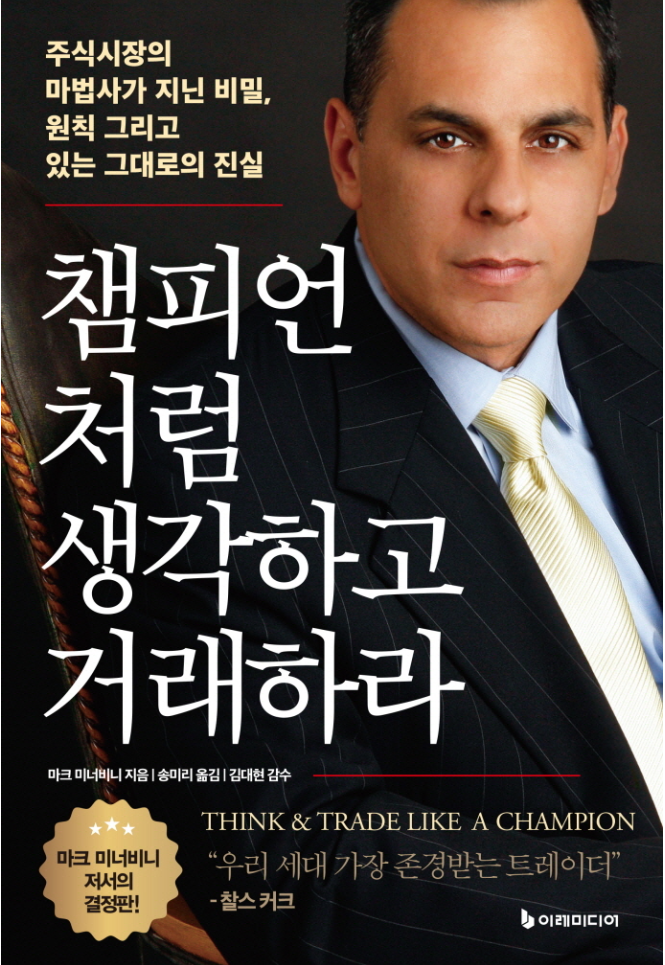 주식시장의
마법사가 지닌 비밀,
원칙 그리고
있는 그대로의 진실
챔피언
처럼
생각하고
거래하라
마크 미너비니 지음 | 송미리 옮김 | 김대현 감수
THINK & TRADE LIKE A CHAMPION
“우리 세대 가장 존경받는 트레이더”
- 찰스 커크
마크 미너비니
저서의
결정판!
이레미디어